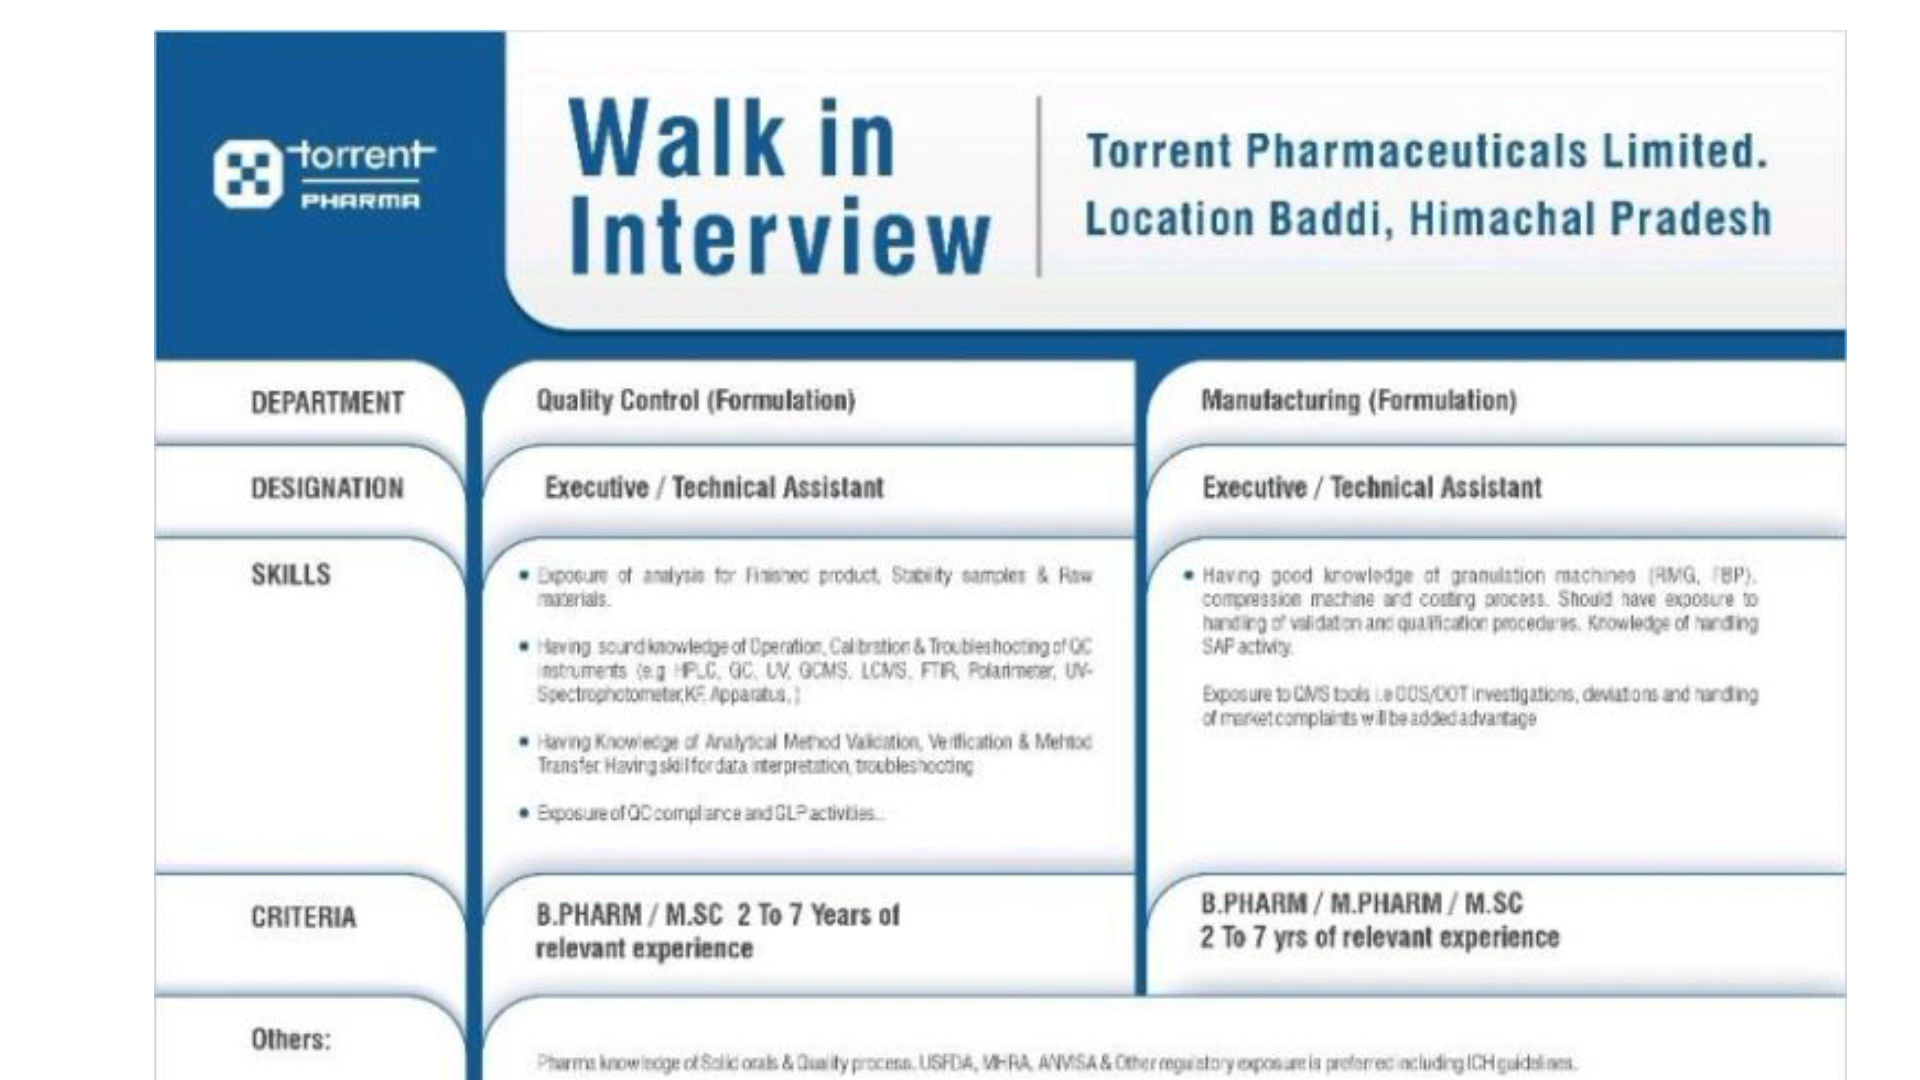 torrent
PHARMA
Walk in
Interview
Torrent Pharmaceuticals Limited.
Location Baddi, Himachal Pradesh
DEPARTMENT
Quality Control (Formulation)
Manufacturing (Formulation)
DESIGNATION
Executive / Technical Assistant
Executive / Technical Assistant
SKILLS
• Exposure of analysis for Finished product, Stability samples & Raw
materials.
• Having sound knowledge of Operation, Calibration & Troubleshooting of QC
instruments (e.g HPLC, GC, UV, GCMS, LCMS, FTIR, Polarimeter, UV-
Spectrophotometer, KF. Apparatus, )
• Having Knowledge of Analytical Method Validation, Verification & Mehtod
Transfer. Having skill for data interpretation, troubleshooting
• Exposure of QC compliance and GLP activities..
• Having good knowledge of granulation machines (RMG, FBP),
compression machine and coating process. Should have exposure to
handling of validation and qualification procedures. Knowledge of handling
SAP activity.
Exposure to QMS tools i.e OOS/OOT investigations, deviations and handling
of market complaints will be added advantage
CRITERIA
B.PHARM / M.SC 2 To 7 Years of
relevant experience
B.PHARM / M.PHARM / M.SC
2 To 7 yrs of relevant experience
Others:
Pharma knowledge of Solid orals & Quality process. USFDA, MHRA, ANVISA & Other regulatory exposure is preferred including ICH guidelines.